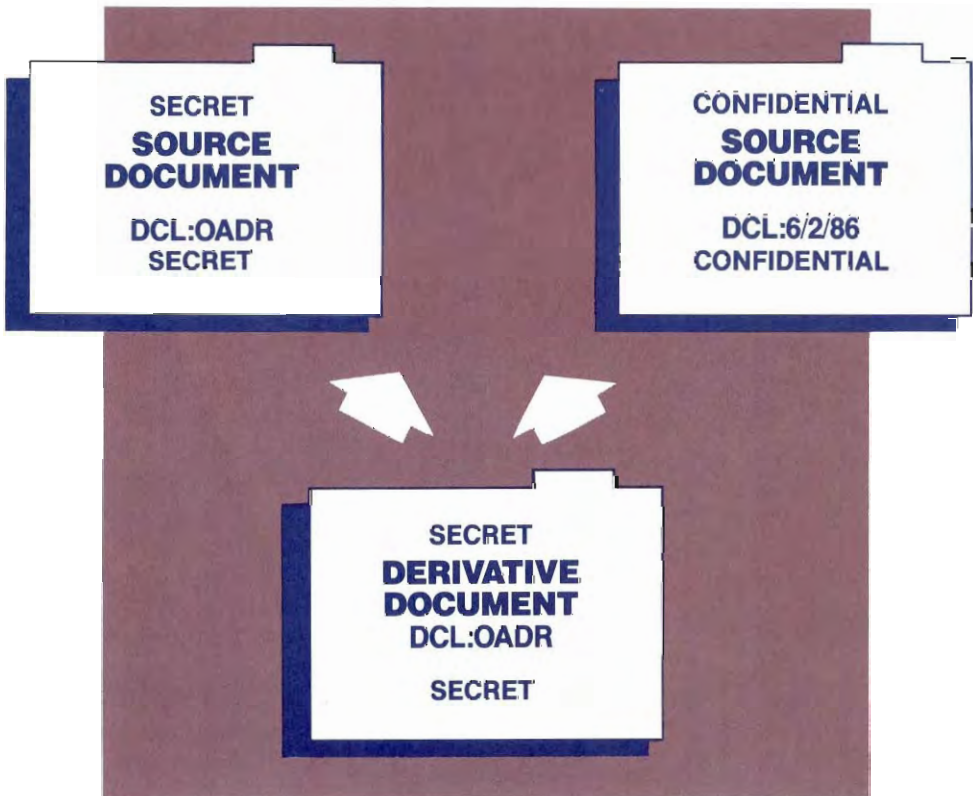 SECRET
SOURCE
DOCUMENT
DCL:OADR
SECRET
CONFIDENTIAL
SOURCE
DOCUMENT
DCL:6/2/86
CONFIDENTIAL
SECRET
DERIVATIVE
DOCUMENT
DCL:OADR
SECRET